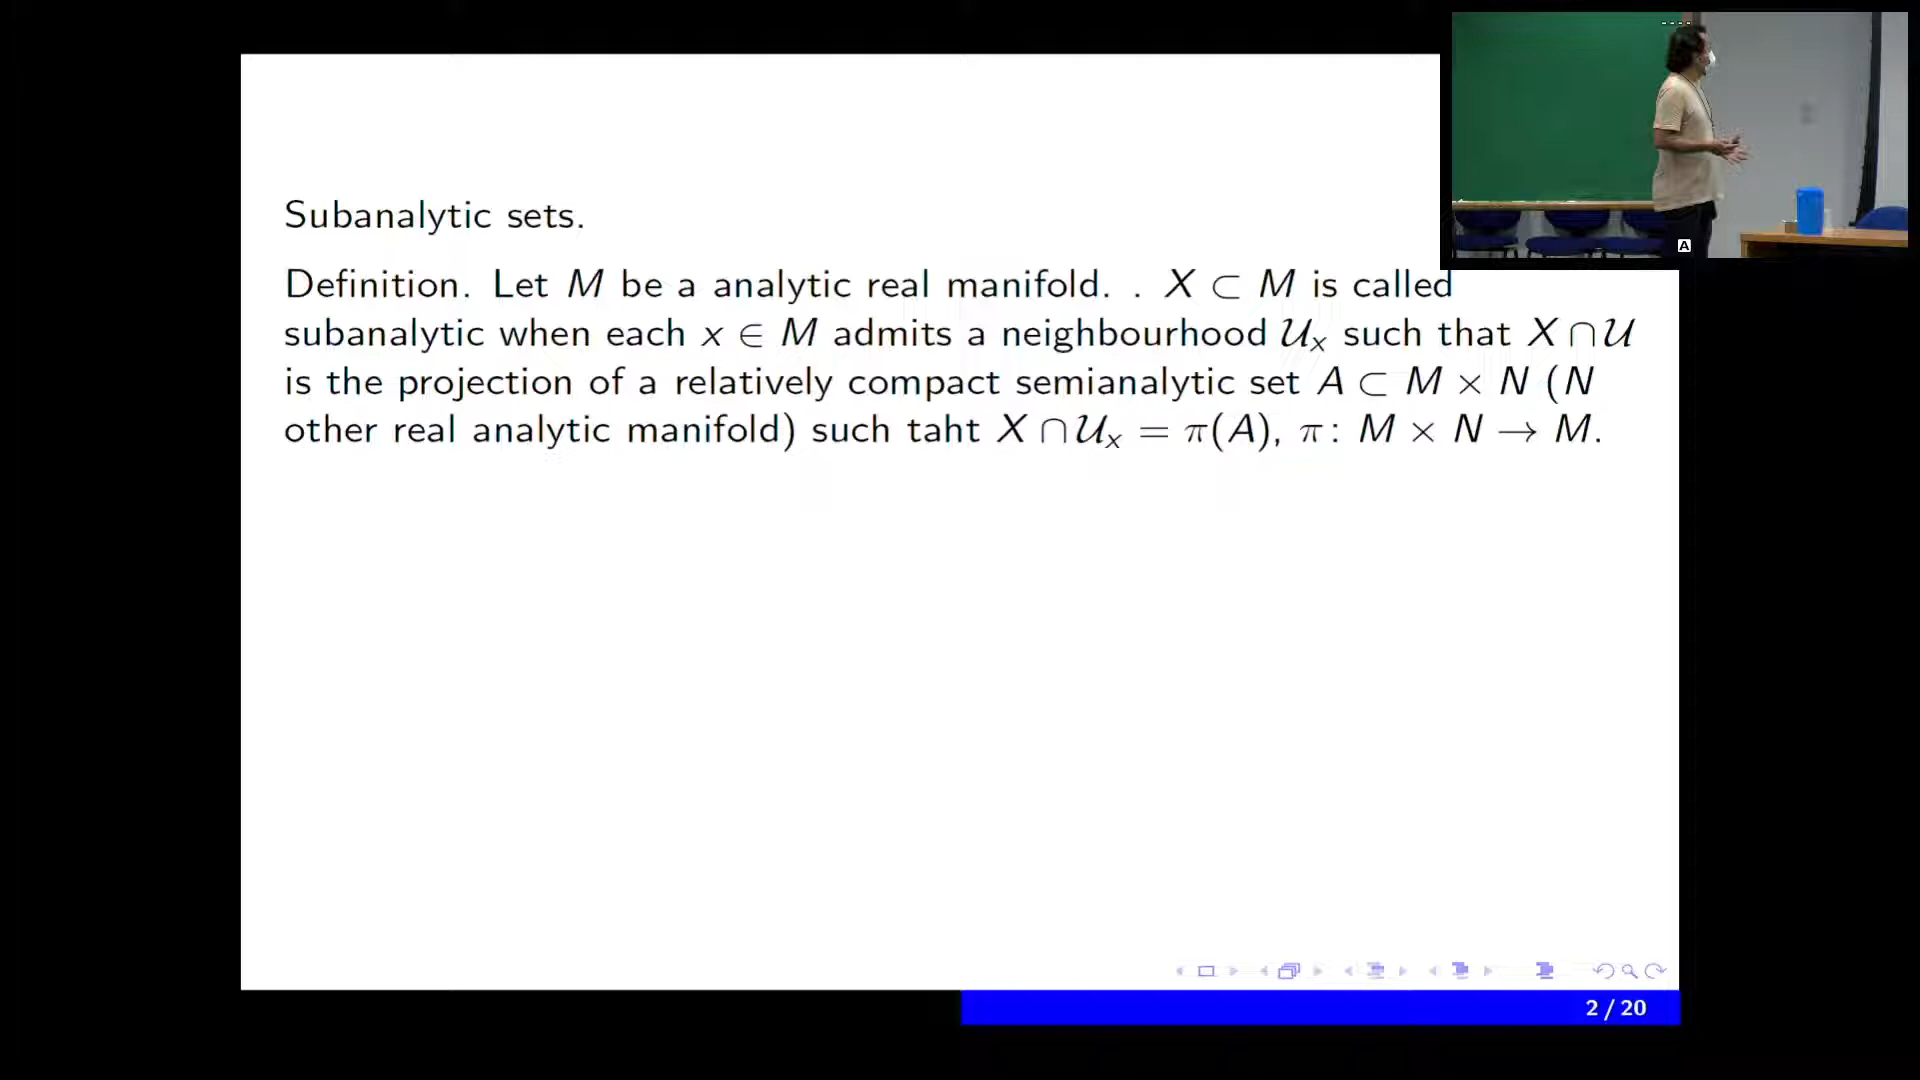 Subanalytic sets.
Definition. Let M be a analytic real manifold. . X ⊂ M is called
subanalytic when each x ∈ M admits a neighbourhood 𝒰ₓ such that X ∩ 𝒰
is the projection of a relatively compact semianalytic set A ⊂ M × N (N
other real analytic manifold) such taht X ∩ 𝒰ₓ = π(A), π: M × N → M.
2 / 20
A